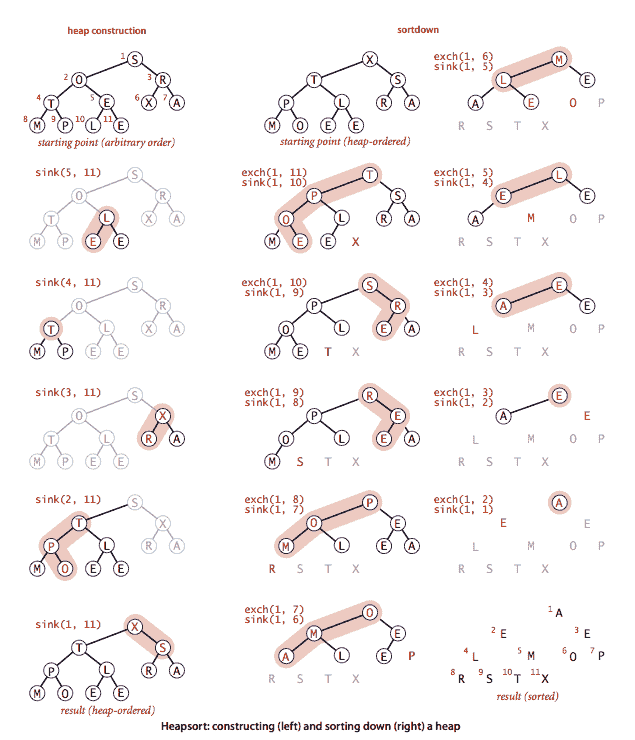 heap construction
1 S
2 O 3 R
4 T 5 E 6 X 7 A
8 M 9 P 10 L 11 E
starting point (arbitrary order)
sink(5, 11)
S
O R
T L X A
M P E E
sink(4, 11)
S
O R
T L X A
M P E E
sink(3, 11)
S
O X
T L R A
M P E E
sink(2, 11)
S
T X
P L R A
M O E E
sink(1, 11)
X
T S
P L R A
M O E E
result (heap-ordered)
sortdown
X
T S
P L R A
M O E E
starting point (heap-ordered)
exch(1, 11)
sink(1, 10)
T
P S
O L R A
M E E X
exch(1, 10)
sink(1, 9)
S
P R
O L E A
M E T X
exch(1, 9)
sink(1, 8)
R
P E
O L E A
M S T X
exch(1, 8)
sink(1, 7)
P
O E
M L E A
R S T X
exch(1, 7)
sink(1, 6)
O
M E
A L E P
R S T X
exch(1, 6)
sink(1, 5)
M
L E
A E O P
R S T X
exch(1, 5)
sink(1, 4)
L
E E
A M O P
R S T X
exch(1, 4)
sink(1, 3)
E
A E
L M O P
R S T X
exch(1, 3)
sink(1, 2)
E
A E
L M O P
R S T X
exch(1, 2)
sink(1, 1)
A
E E
L M O P
R S T X
1 A
2 E 3 E
4 L 5 M 6 O 7 P
8 R 9 S 10 T 11 X
result (sorted)
Heapsort: constructing (left) and sorting down (right) a heap